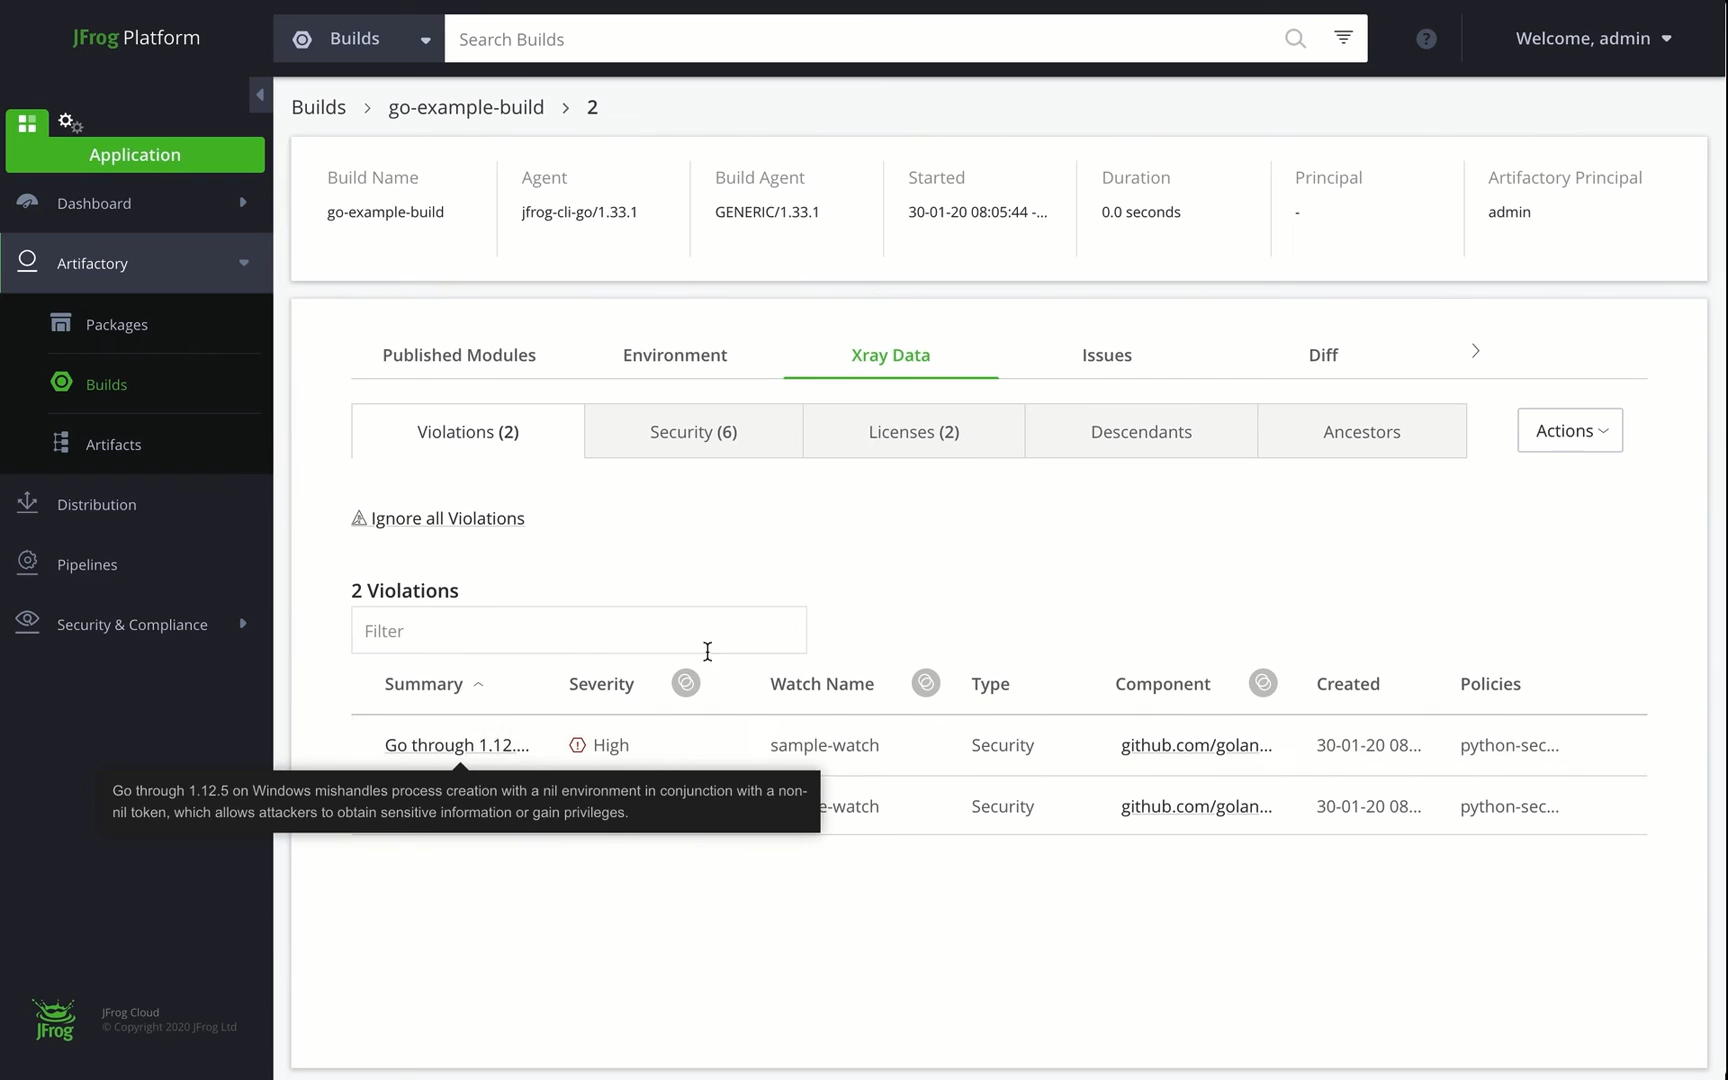 JFrog Platform
Builds
Search Builds
Welcome, admin
Application
Dashboard
Artifactory
Packages
Builds
Artifacts
Distribution
Pipelines
Security & Compliance
JFrog
JFrog Cloud
© Copyright 2020 JFrog Ltd
Builds > go-example-build > 2
Build Name Agent Build Agent Started Duration Principal Artifactory Principal
go-example-build jfrog-cli-go/1.33.1 GENERIC/1.33.1 30-01-20 08:05:44 -... 0.0 seconds - admin
Published Modules Environment Xray Data Issues Diff
Violations (2) Security (6) Licenses (2) Descendants Ancestors Actions
Ignore all Violations
2 Violations
Filter
Summary Severity Watch Name Type Component Created Policies
Go through 1.12.... High sample-watch Security github.com/golan... 30-01-20 08... python-sec...
Go through 1.12.5 on Windows mishandles process creation with a nil environment in conjunction with a non-
nil token, which allows attackers to obtain sensitive information or gain privileges.
e-watch Security github.com/golan... 30-01-20 08... python-sec...